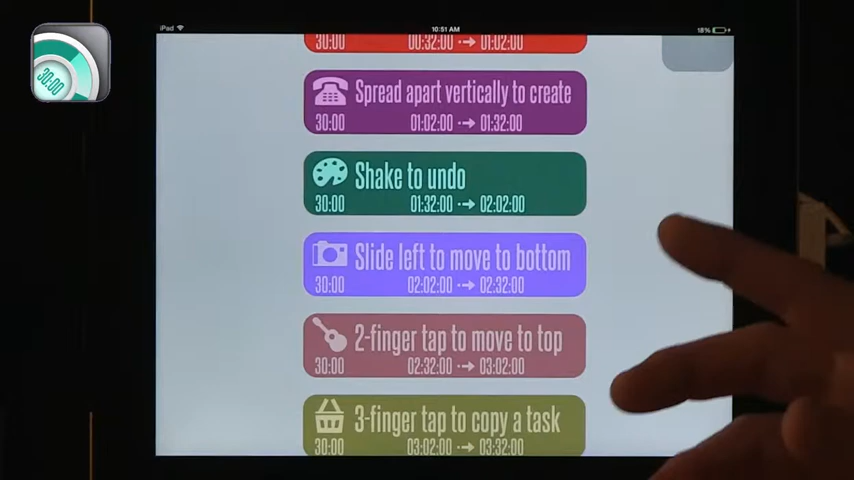 30:00
iPad 10:51 AM 18%
30:00 00:32:00 → 01:02:00
Spread apart vertically to create
30:00 01:02:00 → 01:32:00
Shake to undo
30:00 01:32:00 → 02:02:00
Slide left to move to bottom
30:00 02:02:00 → 02:32:00
2-finger tap to move to top
30:00 02:32:00 → 03:02:00
3-finger tap to copy a task
30:00 03:02:00 → 03:32:00